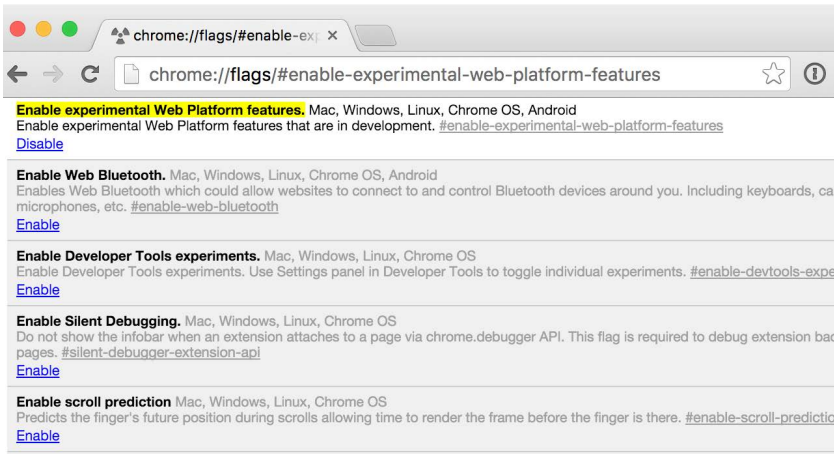 chrome://flags/#enable-ex
chrome://flags/#enable-experimental-web-platform-features
Enable experimental Web Platform features. Mac, Windows, Linux, Chrome OS, Android
Enable experimental Web Platform features that are in development. #enable-experimental-web-platform-features
Disable
Enable Web Bluetooth. Mac, Windows, Linux, Chrome OS, Android
Enables Web Bluetooth which could allow websites to connect to and control Bluetooth devices around you. Including keyboards, ca
microphones, etc. #enable-web-bluetooth
Enable
Enable Developer Tools experiments. Mac, Windows, Linux, Chrome OS
Enable Developer Tools experiments. Use Settings panel in Developer Tools to toggle individual experiments. #enable-devtools-expe
Enable
Enable Silent Debugging. Mac, Windows, Linux, Chrome OS
Do not show the infobar when an extension attaches to a page via chrome.debugger API. This flag is required to debug extension bac
pages. #silent-debugger-extension-api
Enable
Enable scroll prediction Mac, Windows, Linux, Chrome OS
Predicts the finger's future position during scrolls allowing time to render the frame before the finger is there. #enable-scroll-predictio
Enable